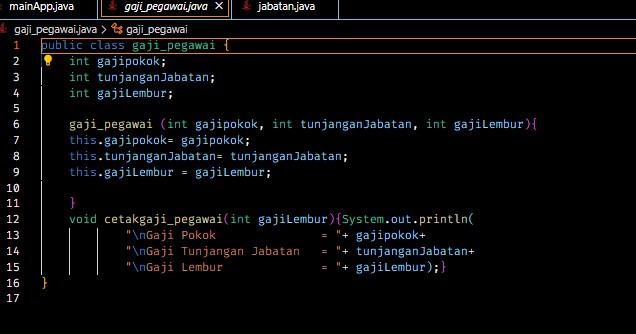 mainApp.java gaji_pegawai.java × jabatan.java
gaji_pegawai.java > gaji_pegawai
1 public class gaji_pegawai {
2 int gajipokok;
3 int tunjanganJabatan;
4 int gajiLembur;
5
6 gaji_pegawai (int gajipokok, int tunjanganJabatan, int gajiLembur){
7 this.gajipokok= gajipokok;
8 this.tunjanganJabatan= tunjanganJabatan;
9 this.gajiLembur = gajiLembur;
10
11 }
12 void cetakgaji_pegawai(int gajiLembur){System.out.println(
13 "\nGaji Pokok = "+ gajipokok+
14 "\nGaji Tunjangan Jabatan = "+ tunjanganJabatan+
15 "\nGaji Lembur = "+ gajiLembur);}
16 }
17